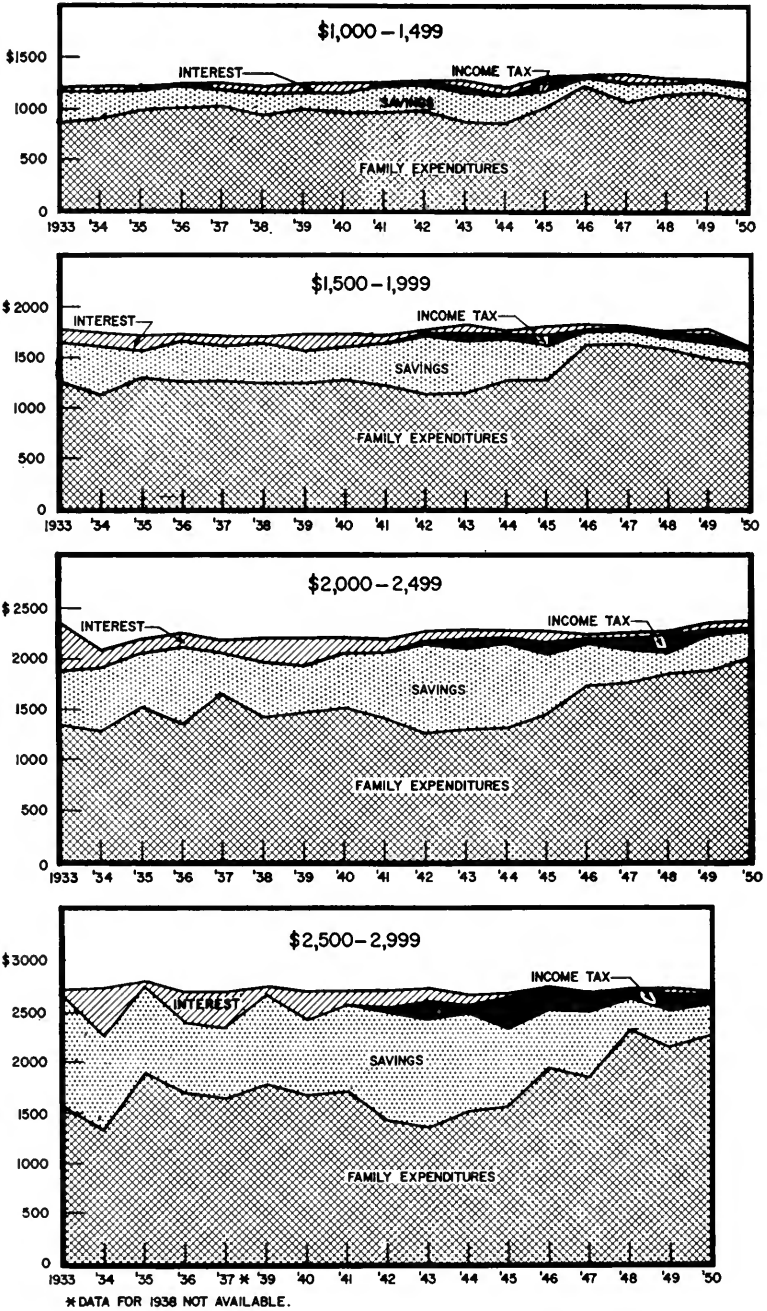 $1,000–1,499
$1500
1000
500
0
INTEREST
INCOME TAX
SAVINGS
FAMILY EXPENDITURES
1933 '34 '35 '36 '37 '38 '39 '40 '41 '42 '43 '44 '45 '46 '47 '48 '49 '50
$1,500–1,999
$2000
1500
1000
500
0
INTEREST
INCOME TAX
SAVINGS
FAMILY EXPENDITURES
1933 '34 '35 '36 '37 '38 '39 '40 '41 '42 '43 '44 '45 '46 '47 '48 '49 '50
$2,000–2,499
$2500
2000
1500
1000
500
0
INTEREST
INCOME TAX
SAVINGS
FAMILY EXPENDITURES
1933 '34 '35 '36 '37 '38 '39 '40 '41 '42 '43 '44 '45 '46 '47 '48 '49 '50
$2,500–2,999
$3000
2500
2000
1500
1000
500
0
INTEREST
INCOME TAX
SAVINGS
FAMILY EXPENDITURES
1933 '34 '35 '36 '37 * '39 '40 '41 '42 '43 '44 '45 '46 '47 '48 '49 '50
*DATA FOR 1938 NOT AVAILABLE.